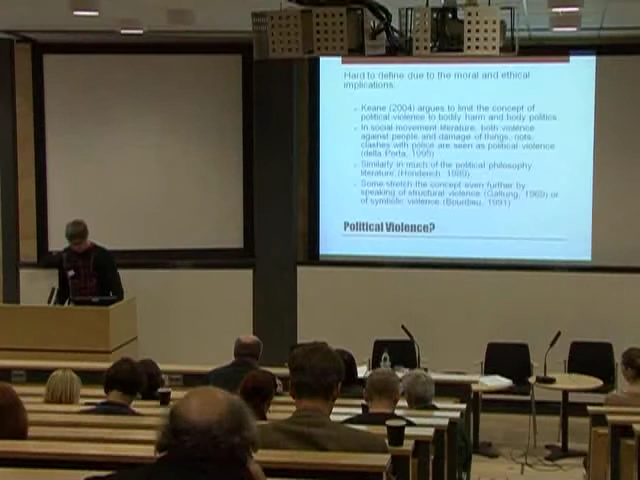 Hard to define due to the moral and ethical
implications.
Keane (2004) argues to limit the concept of
political violence to bodily harm and body politics.
In social movement literature, both violence
against people and damage of things, riots,
clashes with police are seen as political violence
(della Porta, 1995)
Similarly in much of the political philosophy
literature (Honderich, 1989)
Some stretch the concept even further by
speaking of structural violence (Galtung, 1969) or
of symbolic violence (Bourdieu, 1991)
Political Violence?